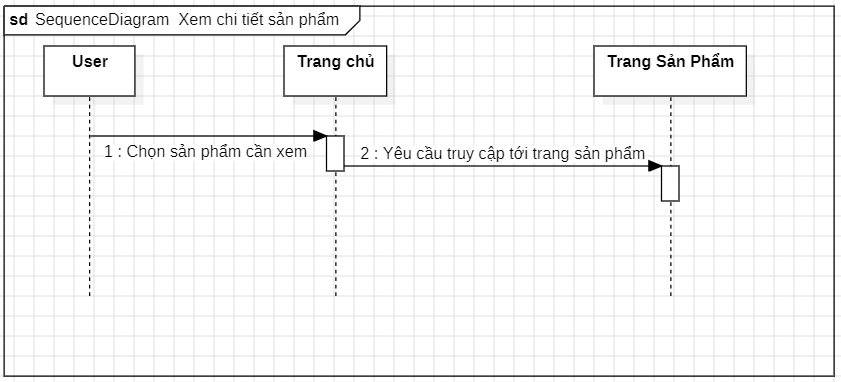 sd SequenceDiagram Xem chi tiết sản phẩm
User
Trang chủ
Trang Sản Phẩm
1 : Chọn sản phẩm cần xem
2 : Yêu cầu truy cập tới trang sản phẩm